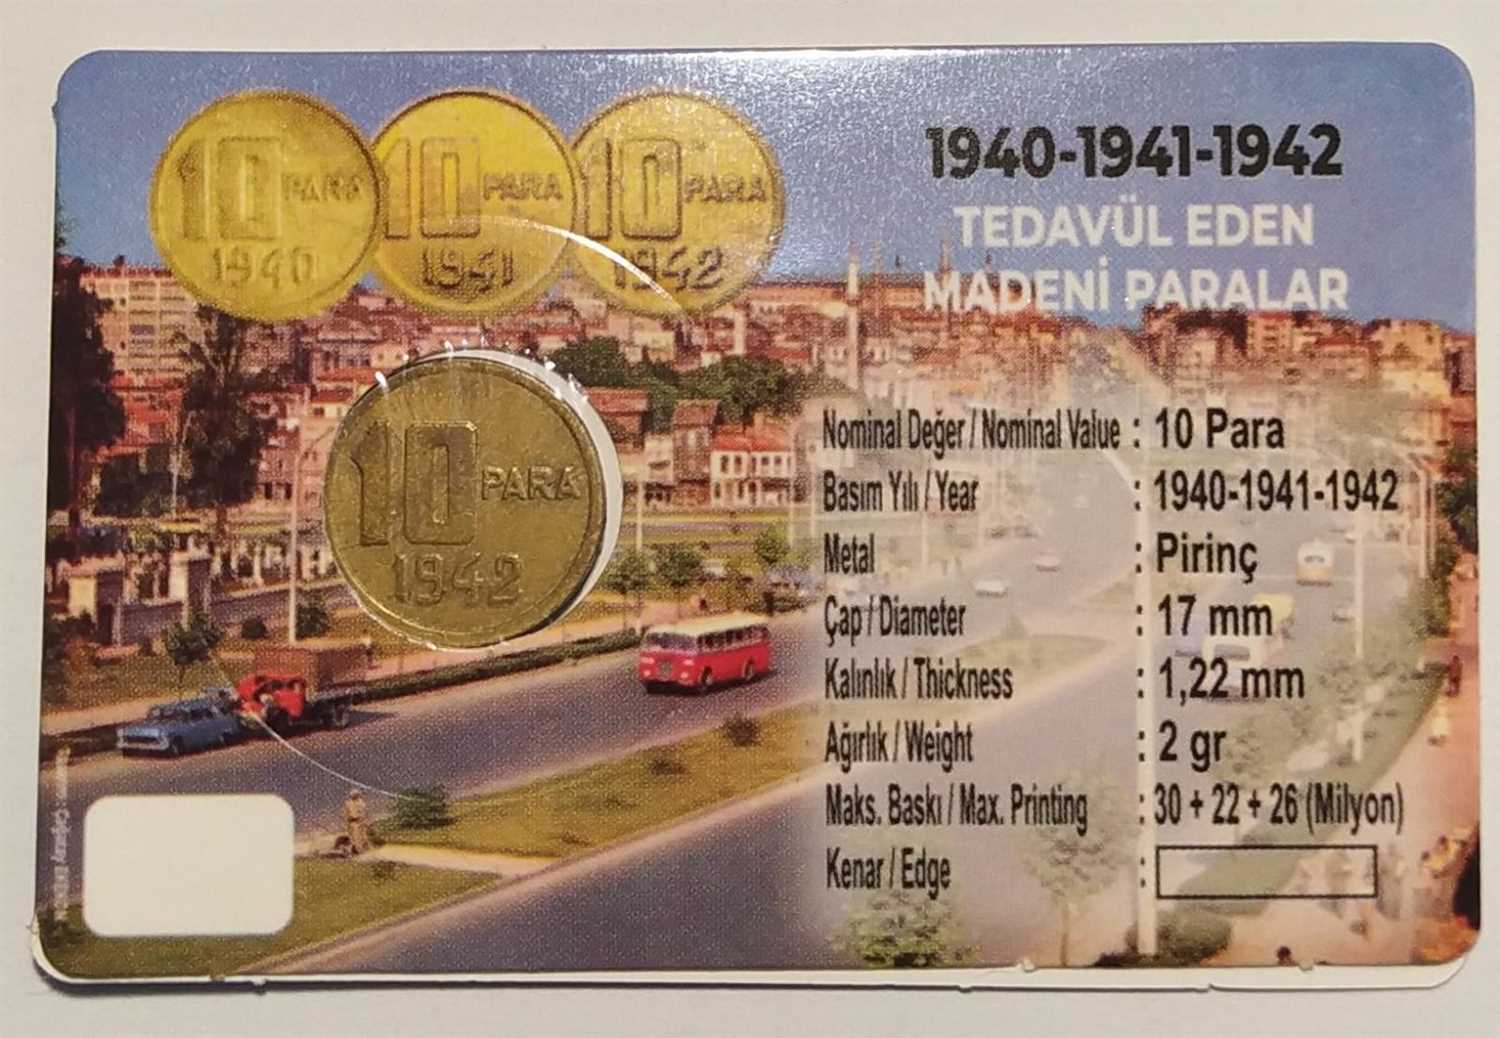 10 PARA
1940
10 PARA
1941
10 PARA
1942
1940-1941-1942
TEDAVÜL EDEN
MADENİ PARALAR
10 PARA
1942
Nominal Değer / Nominal Value : 10 Para
Basım Yılı / Year : 1940-1941-1942
Metal : Pirinç
Çap / Diameter : 17 mm
Kalınlık / Thickness : 1,22 mm
Ağırlık / Weight : 2 gr
Maks. Baskı / Max. Printing : 30 + 22 + 26 (Milyon)
Kenar / Edge :